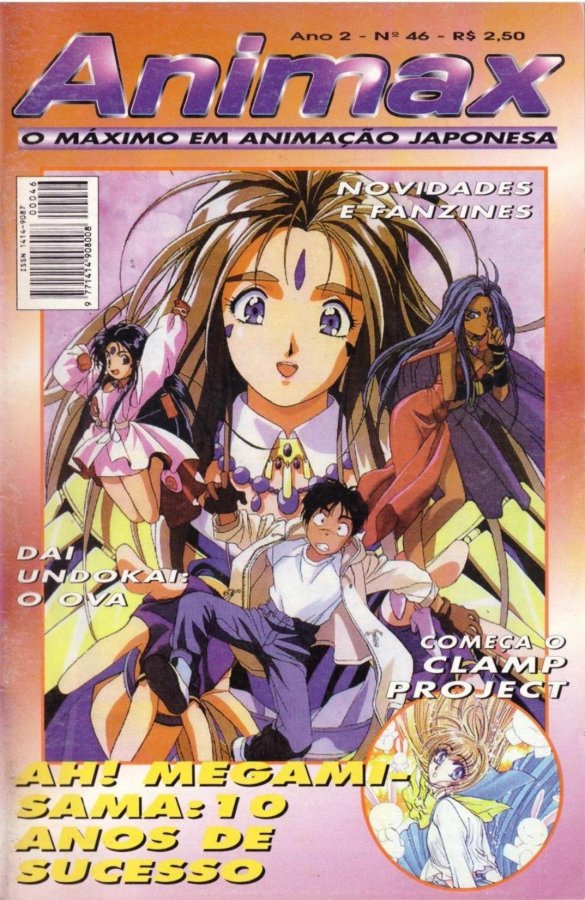 Ano 2 - Nº 46 - R$ 2,50
Animax
O MÁXIMO EM ANIMAÇÃO JAPONESA
NOVIDADES
E FANZINES
00046
ISSN 1414-9087
9 771414 908008
DAI
UNDOKAI:
O OVA
COMEÇA O
CLAMP
PROJECT
AH! MEGAMI-
SAMA: 10
ANOS DE
SUCESSO